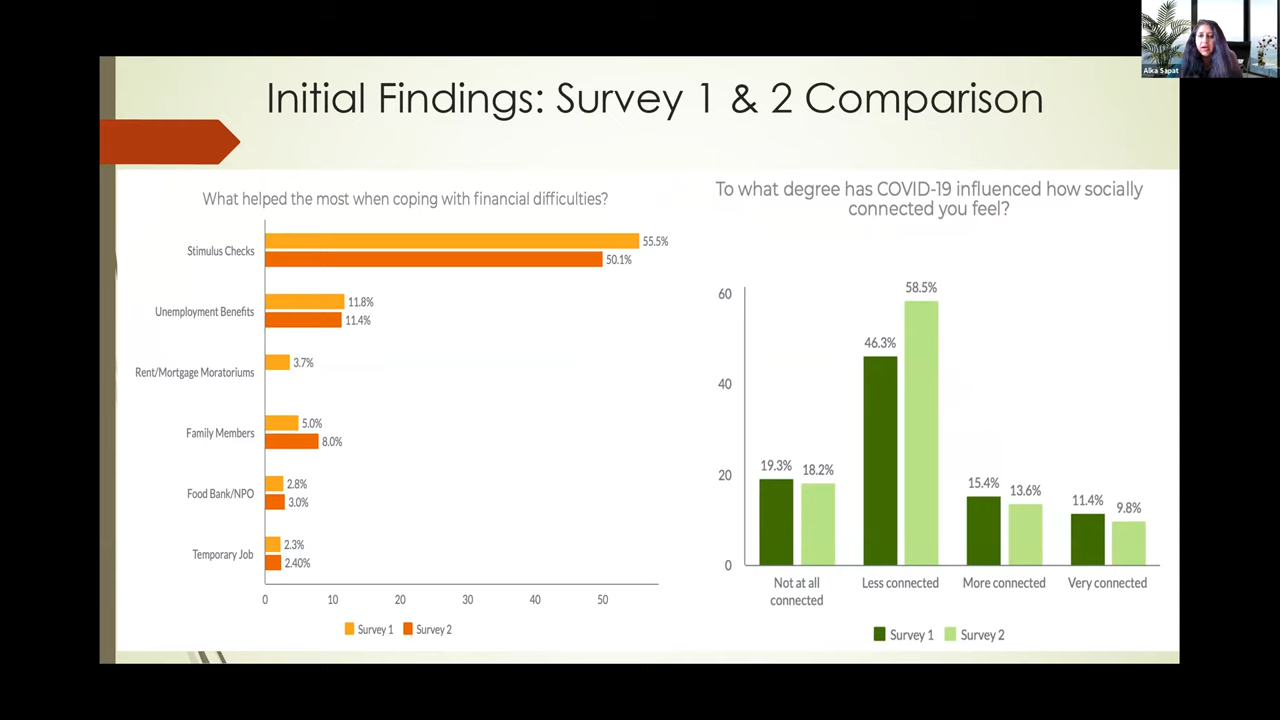 Alka Sapat
Initial Findings: Survey 1 & 2 Comparison
What helped the most when coping with financial difficulties?
Stimulus Checks
55.5%
50.1%
Unemployment Benefits
11.8%
11.4%
Rent/Mortgage Moratoriums
3.7%
Family Members
5.0%
8.0%
Food Bank/NPO
2.8%
3.0%
Temporary Job
2.3%
2.40%
0 10 20 30 40 50
Survey 1 Survey 2
To what degree has COVID-19 influenced how socially
connected you feel?
60
40
20
0
19.3% 18.2%
46.3% 58.5%
15.4% 13.6%
11.4% 9.8%
Not at all
connected
Less connected
More connected
Very connected
Survey 1 Survey 2